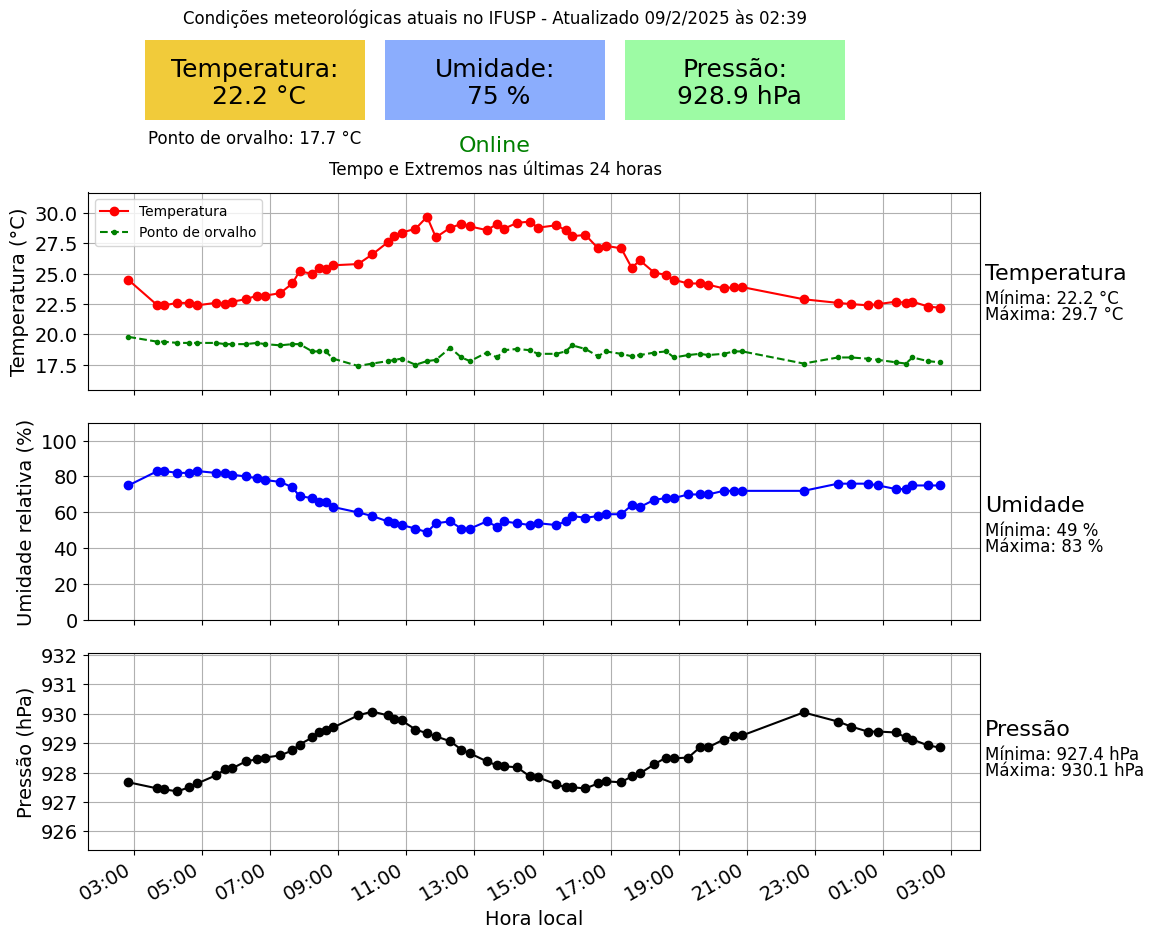 Condições meteorológicas atuais no IFUSP - Atualizado 09/2/2025 às 02:39
Temperatura:
22.2 °C
Umidade:
75 %
Pressão:
928.9 hPa
Ponto de orvalho: 17.7 °C
Online
Tempo e Extremos nas últimas 24 horas
Temperatura (°C)
30.0
27.5
25.0
22.5
20.0
17.5
Temperatura
Ponto de orvalho
Temperatura
Mínima: 22.2 °C
Máxima: 29.7 °C
Umidade relativa (%)
100
80
60
40
20
0
Umidade
Mínima: 49 %
Máxima: 83 %
Pressão (hPa)
932
931
930
929
928
927
926
Pressão
Mínima: 927.4 hPa
Máxima: 930.1 hPa
03:00 05:00 07:00 09:00 11:00 13:00 15:00 17:00 19:00 21:00 23:00 01:00 03:00
Hora local